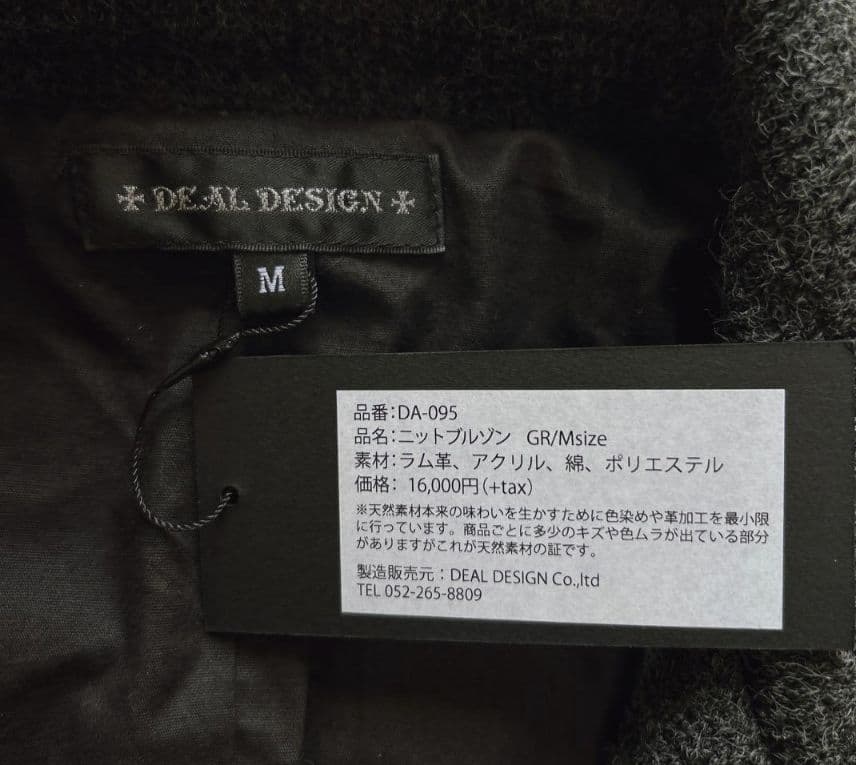 DEAL DESIGN
M
品番：DA-095
品名：ニットブルゾン GR/Msize
素材：ラム革、アクリル、綿、ポリエステル
価格： 16,000円（+tax）
※天然素材本来の味わいを生かすために色染めや革加工を最小限
に行っています。商品ごとに多少のキズや色ムラが出ている部分
がありますがこれが天然素材の証です。
製造販売元：DEAL DESIGN Co.,ltd
TEL 052-265-8809